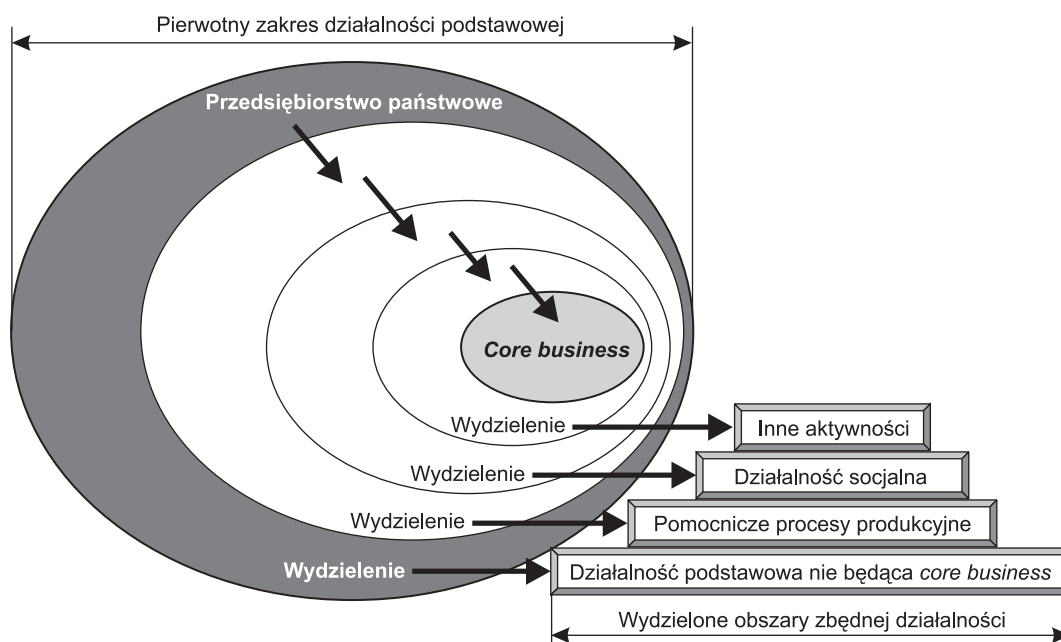 Pierwotny zakres działalności podstawowej
Przedsiębiorstwo państwowe
Core business
Wydzielenie
Inne aktywności
Wydzielenie
Działalność socjalna
Wydzielenie
Pomocnicze procesy produkcyjne
Wydzielenie
Działalność podstawowa nie będąca core business
Wydzielone obszary zbędnej działalności